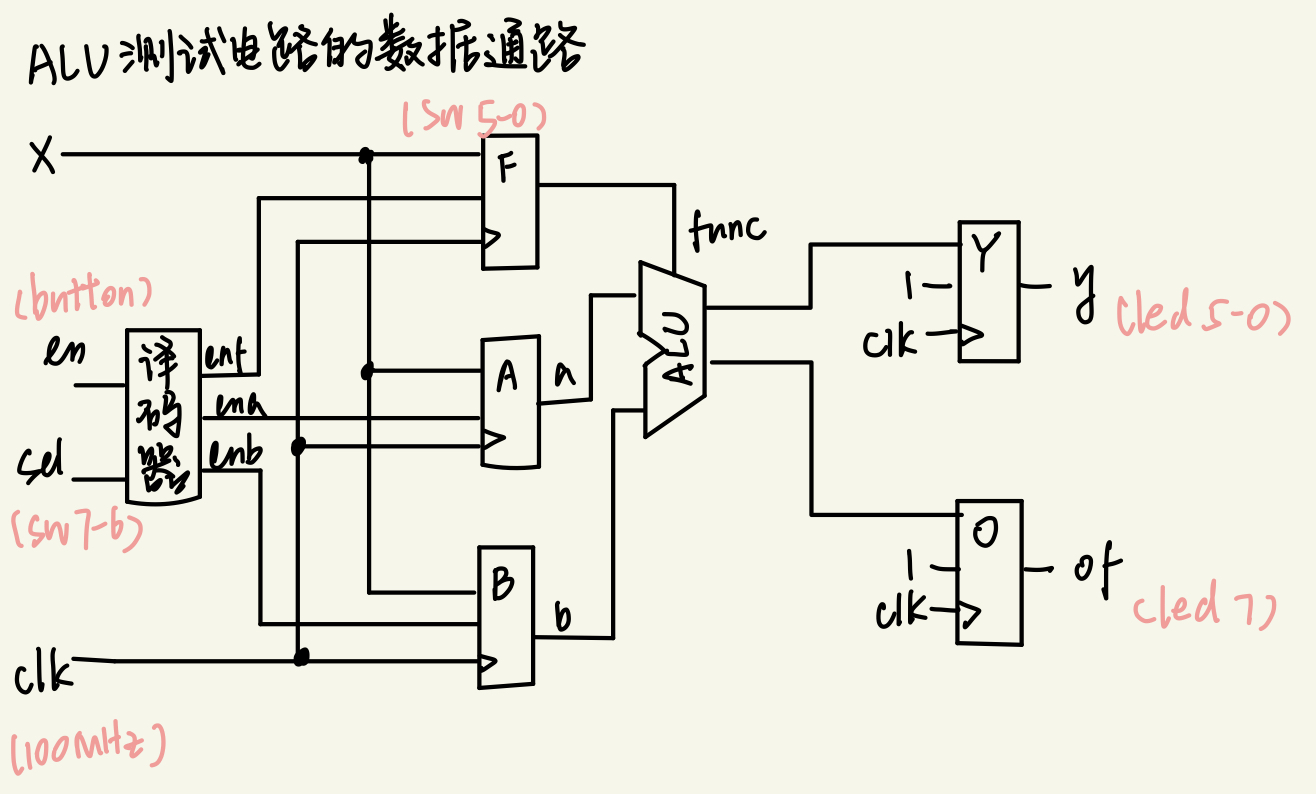 ALU测试电路的数据通路
(sw 5-0)
X
F
func
Y
1
y
(led 5-0)
clk
(button)
en
译码器
enf
ena
enb
A
a
ALU
sel
(sw 7-6)
B
b
O
1
of
clk
(led 7)
clk
(100MHz)